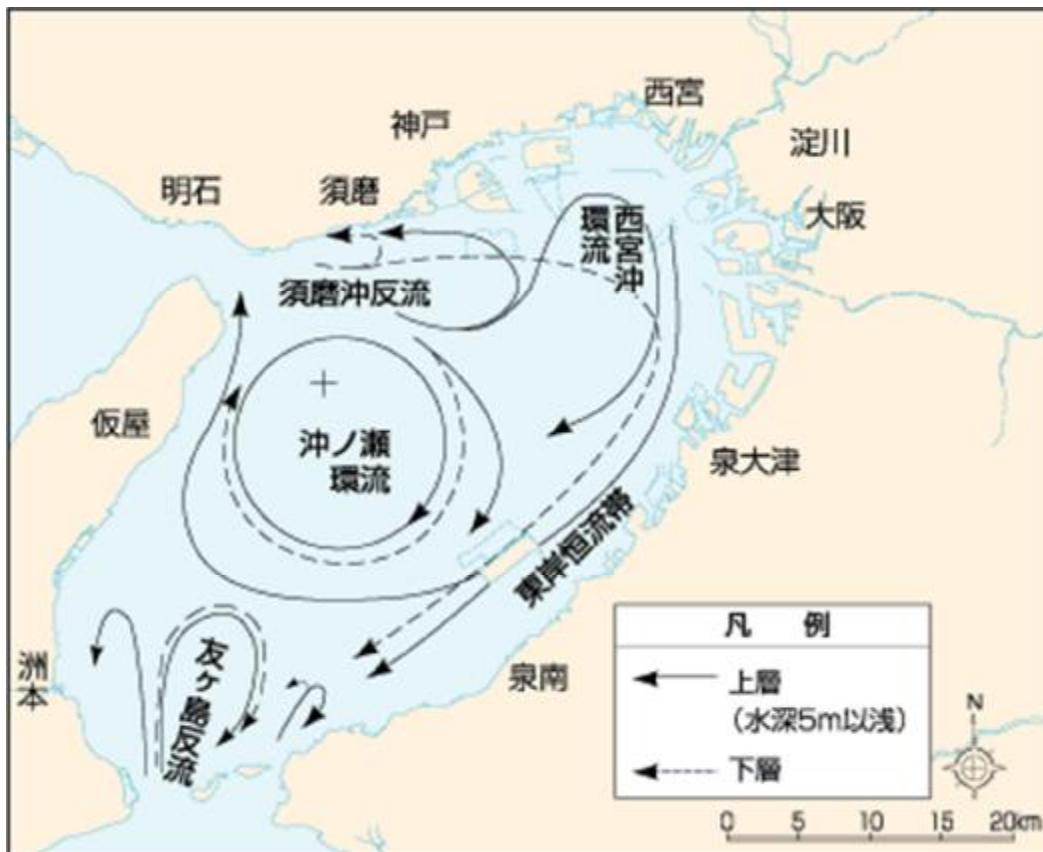 西宮
神戸
淀川
明石
須磨
大阪
西宮沖
環流
須磨沖反流
仮屋
沖ノ瀬
環流
泉大津
東岸恒流帯
友ヶ島反流
洲本
泉南
凡 例
上層
（水深5m以浅）
下層
N
0 5 10 15 20km